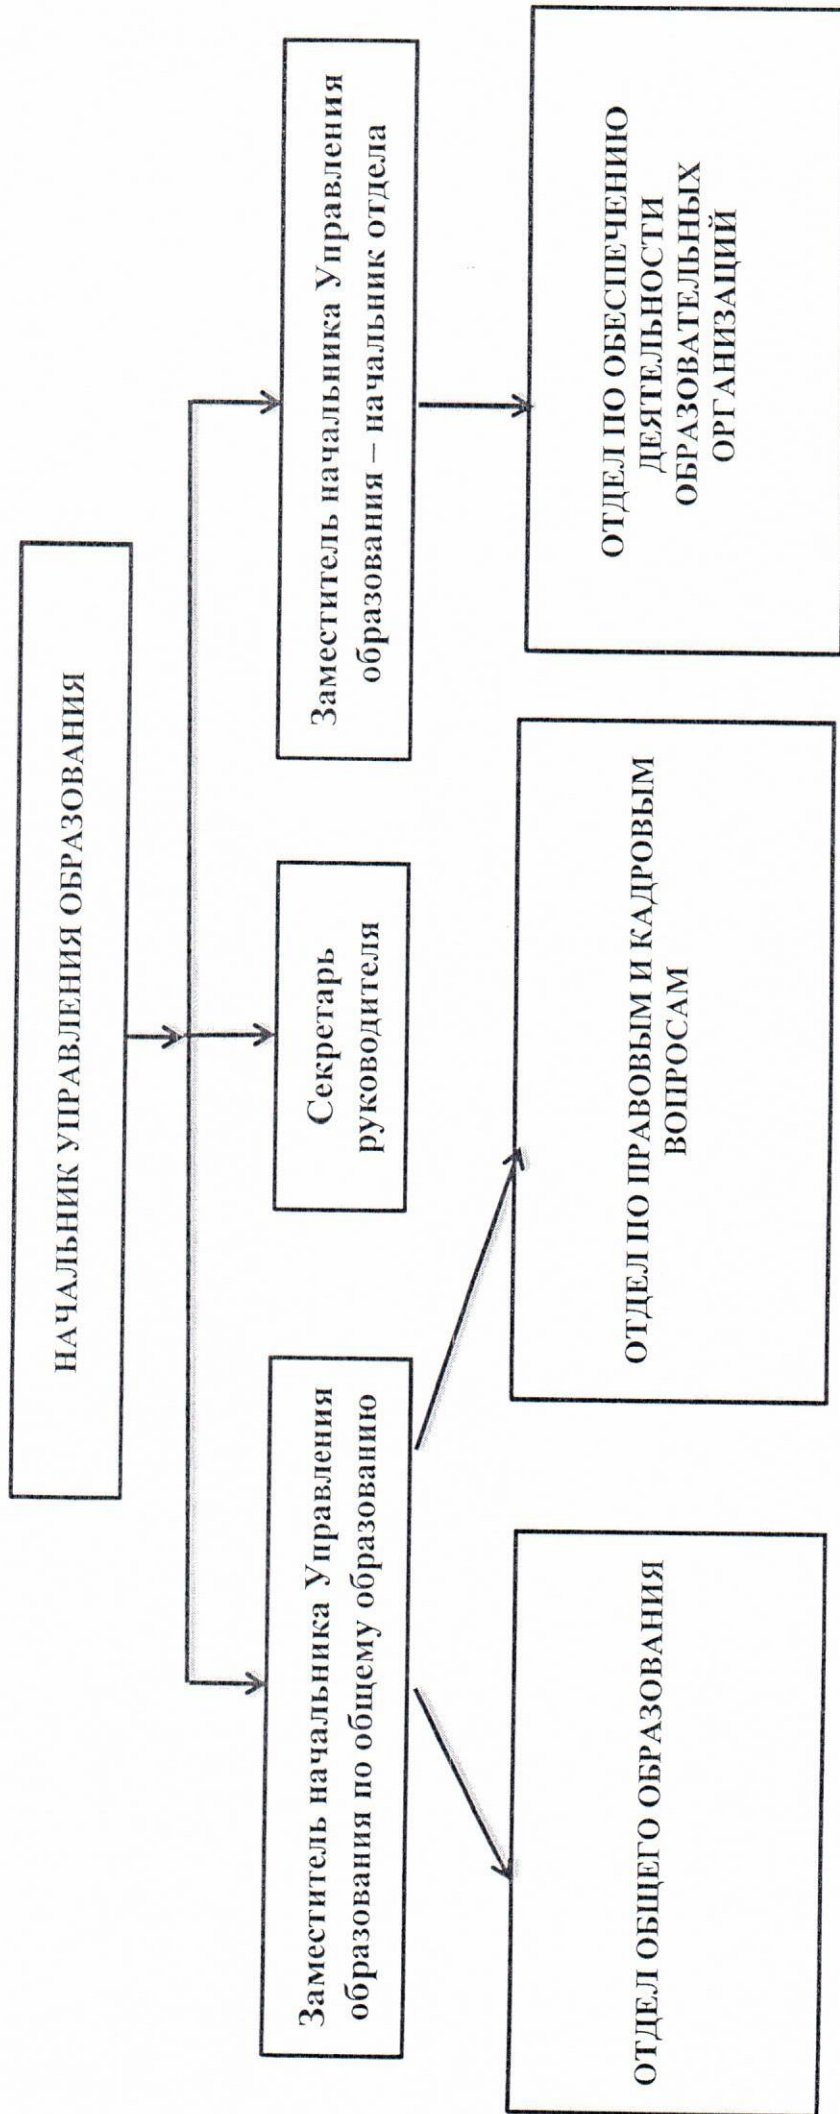 НАЧАЛЬНИК УПРАВЛЕНИЯ ОБРАЗОВАНИЯ
Заместитель начальника Управления
образования по общему образованию
Секретарь
руководителя
Заместитель начальника Управления
образования – начальник отдела
ОТДЕЛ ОБЩЕГО ОБРАЗОВАНИЯ
ОТДЕЛ ПО ПРАВОВЫМ И КАДРОВЫМ
ВОПРОСАМ
ОТДЕЛ ПО ОБЕСПЕЧЕНИЮ
ДЕЯТЕЛЬНОСТИ
ОБРАЗОВАТЕЛЬНЫХ
ОРГАНИЗАЦИЙ